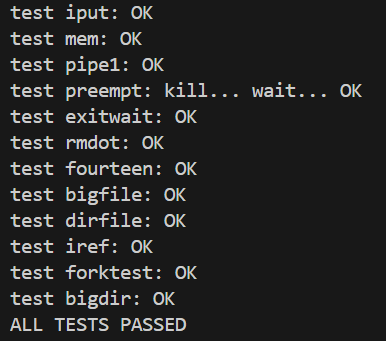 test iput: OK
test mem: OK
test pipe1: OK
test preempt: kill... wait... OK
test exitwait: OK
test rmdot: OK
test fourteen: OK
test bigfile: OK
test dirfile: OK
test iref: OK
test forktest: OK
test bigdir: OK
ALL TESTS PASSED